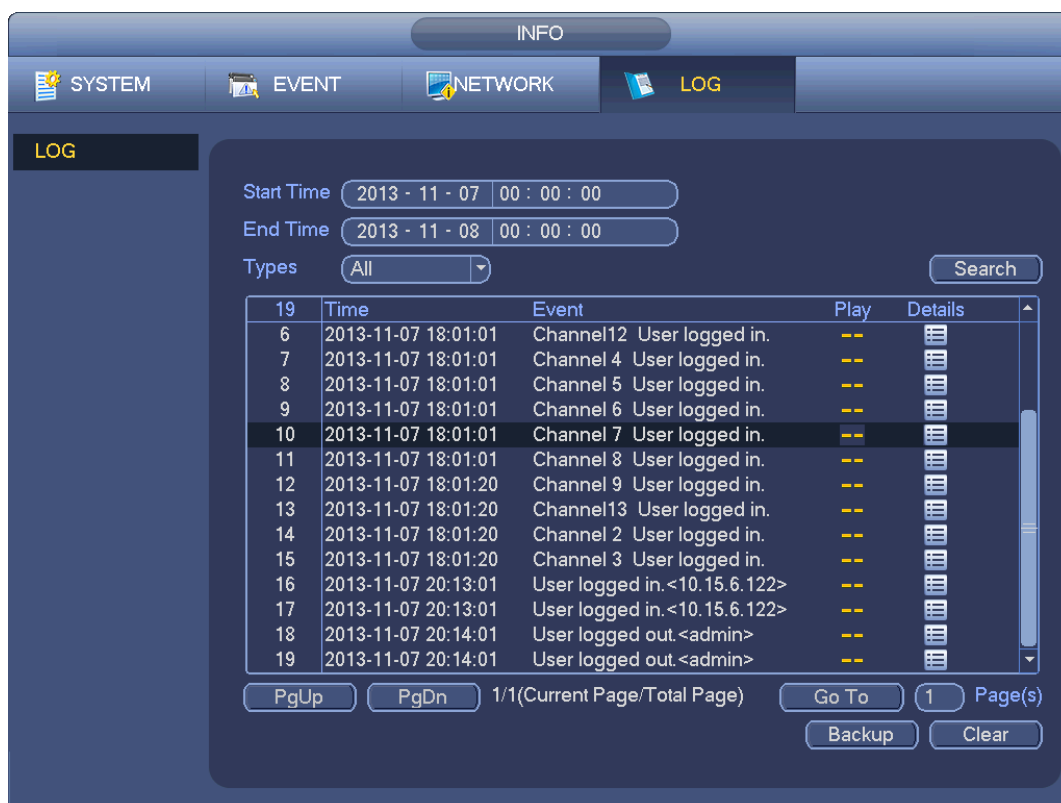 INFO
SYSTEM EVENT NETWORK LOG
LOG
Start Time 2013 - 11 - 07 00 : 00 : 00
End Time 2013 - 11 - 08 00 : 00 : 00
Types All Search
19 Time Event Play Details
6 2013-11-07 18:01:01 Channel12 User logged in. --
7 2013-11-07 18:01:01 Channel 4 User logged in. --
8 2013-11-07 18:01:01 Channel 5 User logged in. --
9 2013-11-07 18:01:01 Channel 6 User logged in. --
10 2013-11-07 18:01:01 Channel 7 User logged in. --
11 2013-11-07 18:01:01 Channel 8 User logged in. --
12 2013-11-07 18:01:20 Channel 9 User logged in. --
13 2013-11-07 18:01:20 Channel13 User logged in. --
14 2013-11-07 18:01:20 Channel 2 User logged in. --
15 2013-11-07 18:01:20 Channel 3 User logged in. --
16 2013-11-07 20:13:01 User logged in.<10.15.6.122> --
17 2013-11-07 20:13:01 User logged in.<10.15.6.122> --
18 2013-11-07 20:14:01 User logged out.<admin> --
19 2013-11-07 20:14:01 User logged out.<admin> --
PgUp PgDn 1/1(Current Page/Total Page) Go To 1 Page(s)
Backup Clear